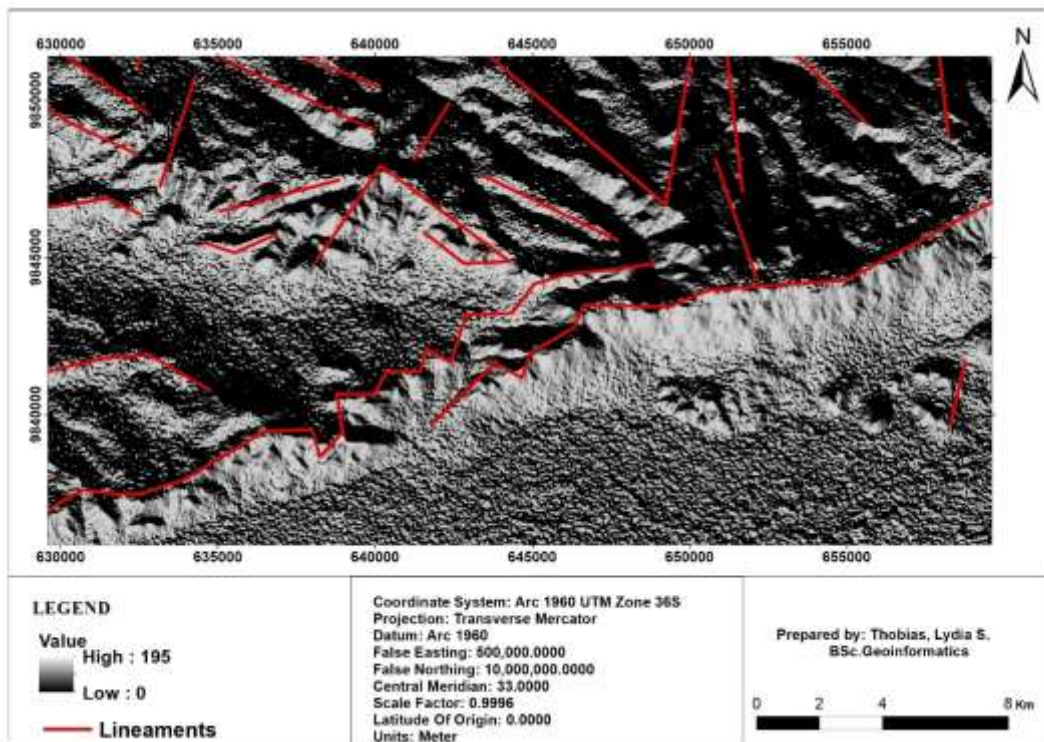 630000 635000 640000 645000 650000 655000
N
9850000
9850000
9845000
9845000
9840000
9840000
630000 635000 640000 645000 650000 655000
LEGEND
Value
High : 195
Low : 0
Lineaments
Coordinate System: Arc 1960 UTM Zone 36S
Projection: Transverse Mercator
Datum: Arc 1960
False Easting: 500,000.0000
False Northing: 10,000,000.0000
Central Meridian: 33.0000
Scale Factor: 0.9996
Latitude Of Origin: 0.0000
Units: Meter
Prepared by: Thobias, Lydia S.
BSc.Geoinformatics
0 2 4 8 Km